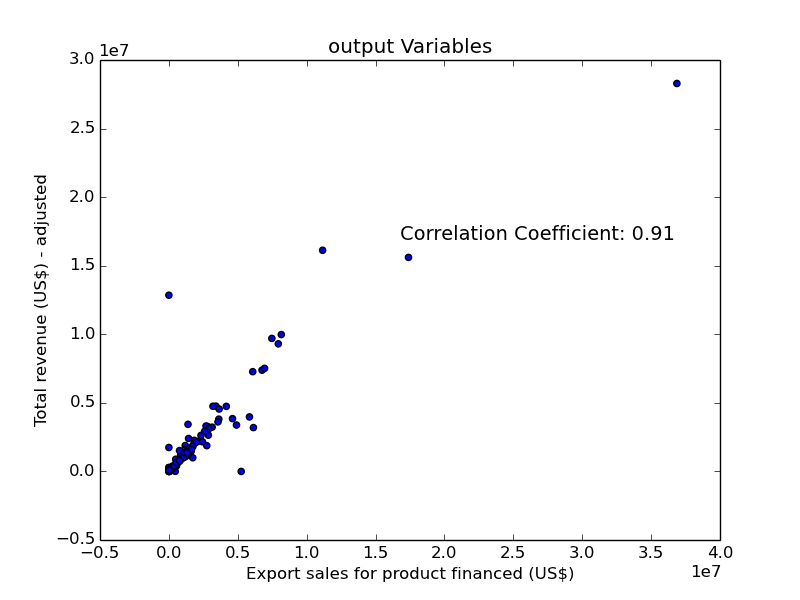 output Variables
1e7
3.0
2.5
2.0
1.5
1.0
0.5
0.0
−0.5
Total revenue (US$) - adjusted
Correlation Coefficient: 0.91
−0.5 0.0 0.5 1.0 1.5 2.0 2.5 3.0 3.5 4.0
Export sales for product financed (US$)
1e7